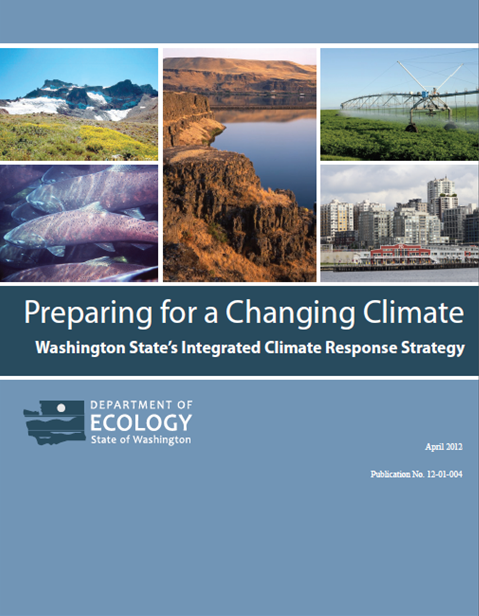 Preparing for a Changing Climate
Washington State's Integrated Climate Response Strategy
DEPARTMENT OF
ECOLOGY
State of Washington
April 2012
Publication No. 12-01-004